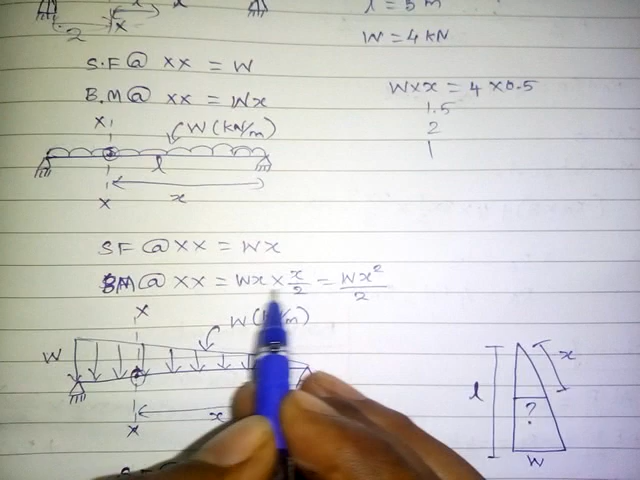 l = 5 m
2 x
x
W = 4 KN
S.F @ XX = W
B.M @ XX = Wx
W×x = 4 × 0.5
1.5
2
1
X
W (KN/m)
l
x
X
SF @ XX = Wx
BM @ XX = Wx × x/2 = Wx²/2
X
W
l
x
?
W
x
X